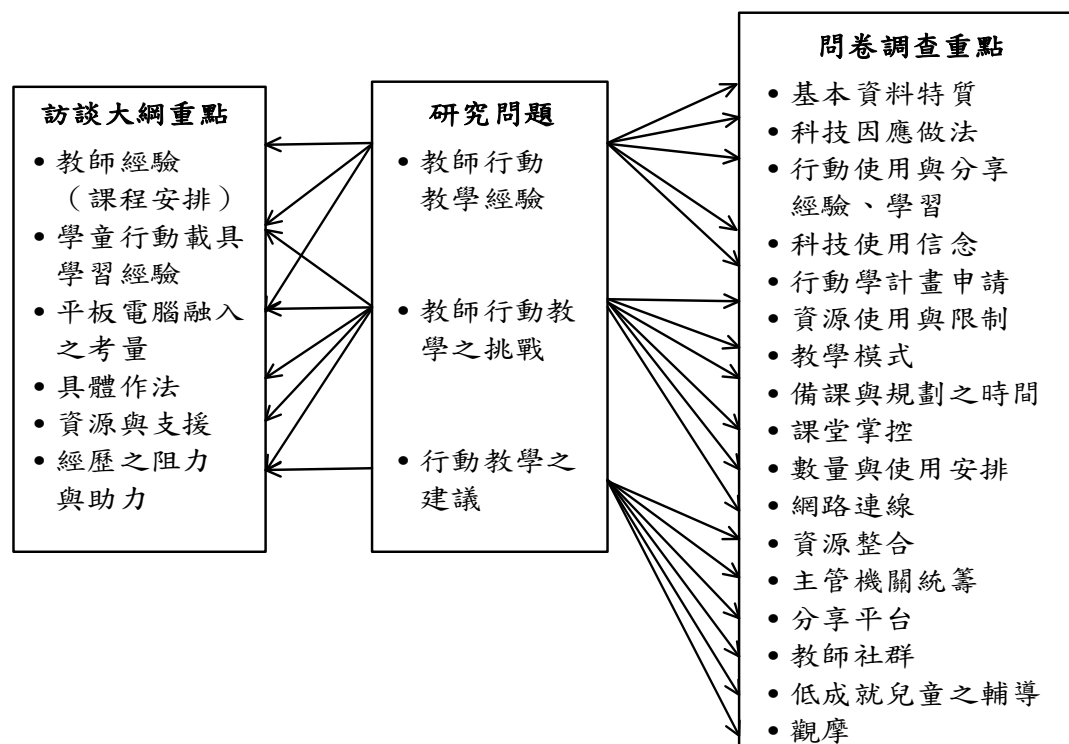 訪談大綱重點
• 教師經驗
（課程安排）
• 學童行動載具
學習經驗
• 平板電腦融入
之考量
• 具體作法
• 資源與支援
• 經歷之阻力
與助力
研究問題
• 教師行動
教學經驗
• 教師行動教
學之挑戰
• 行動教學之
建議
問卷調查重點
• 基本資料特質
• 科技因應做法
• 行動使用與分享
經驗、學習
• 科技使用信念
• 行動學計畫申請
• 資源使用與限制
• 教學模式
• 備課與規劃之時間
• 課堂掌控
• 數量與使用安排
• 網路連線
• 資源整合
• 主管機關統籌
• 分享平台
• 教師社群
• 低成就兒童之輔導
• 觀摩